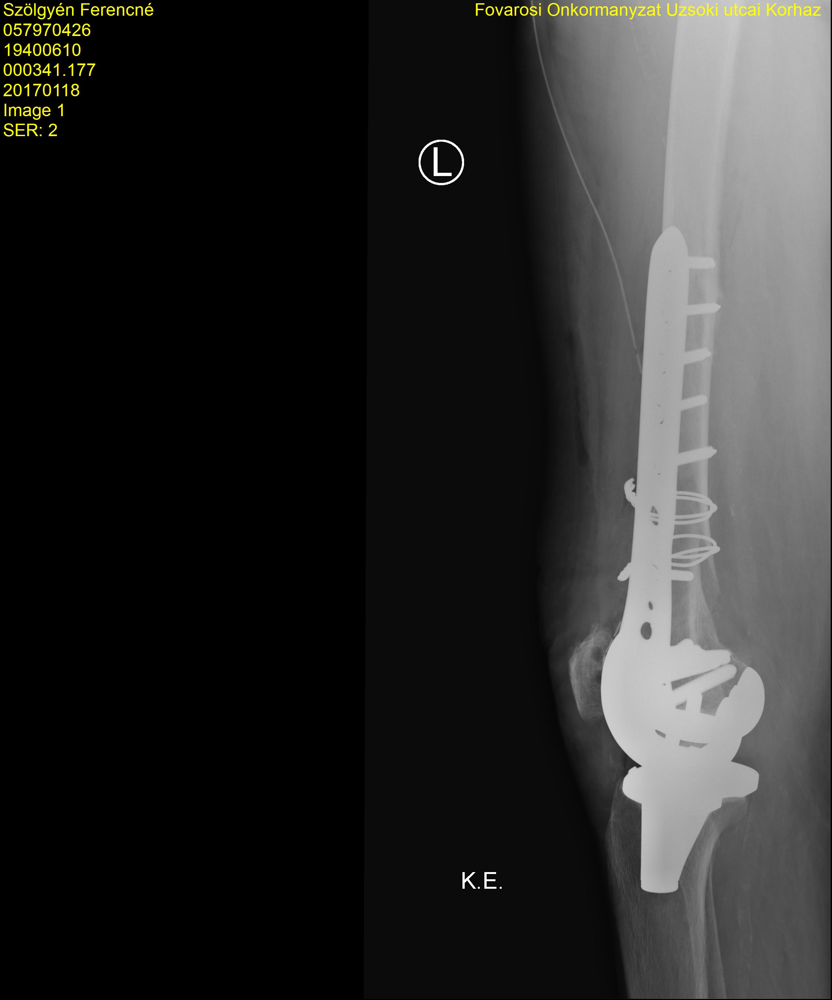 Szölgyén Ferencné
Fovarosi Onkormanyzat Uzsoki utcai Korhaz
057970426
19400610
000341.177
20170118
Image 1
SER: 2
L
K.E.